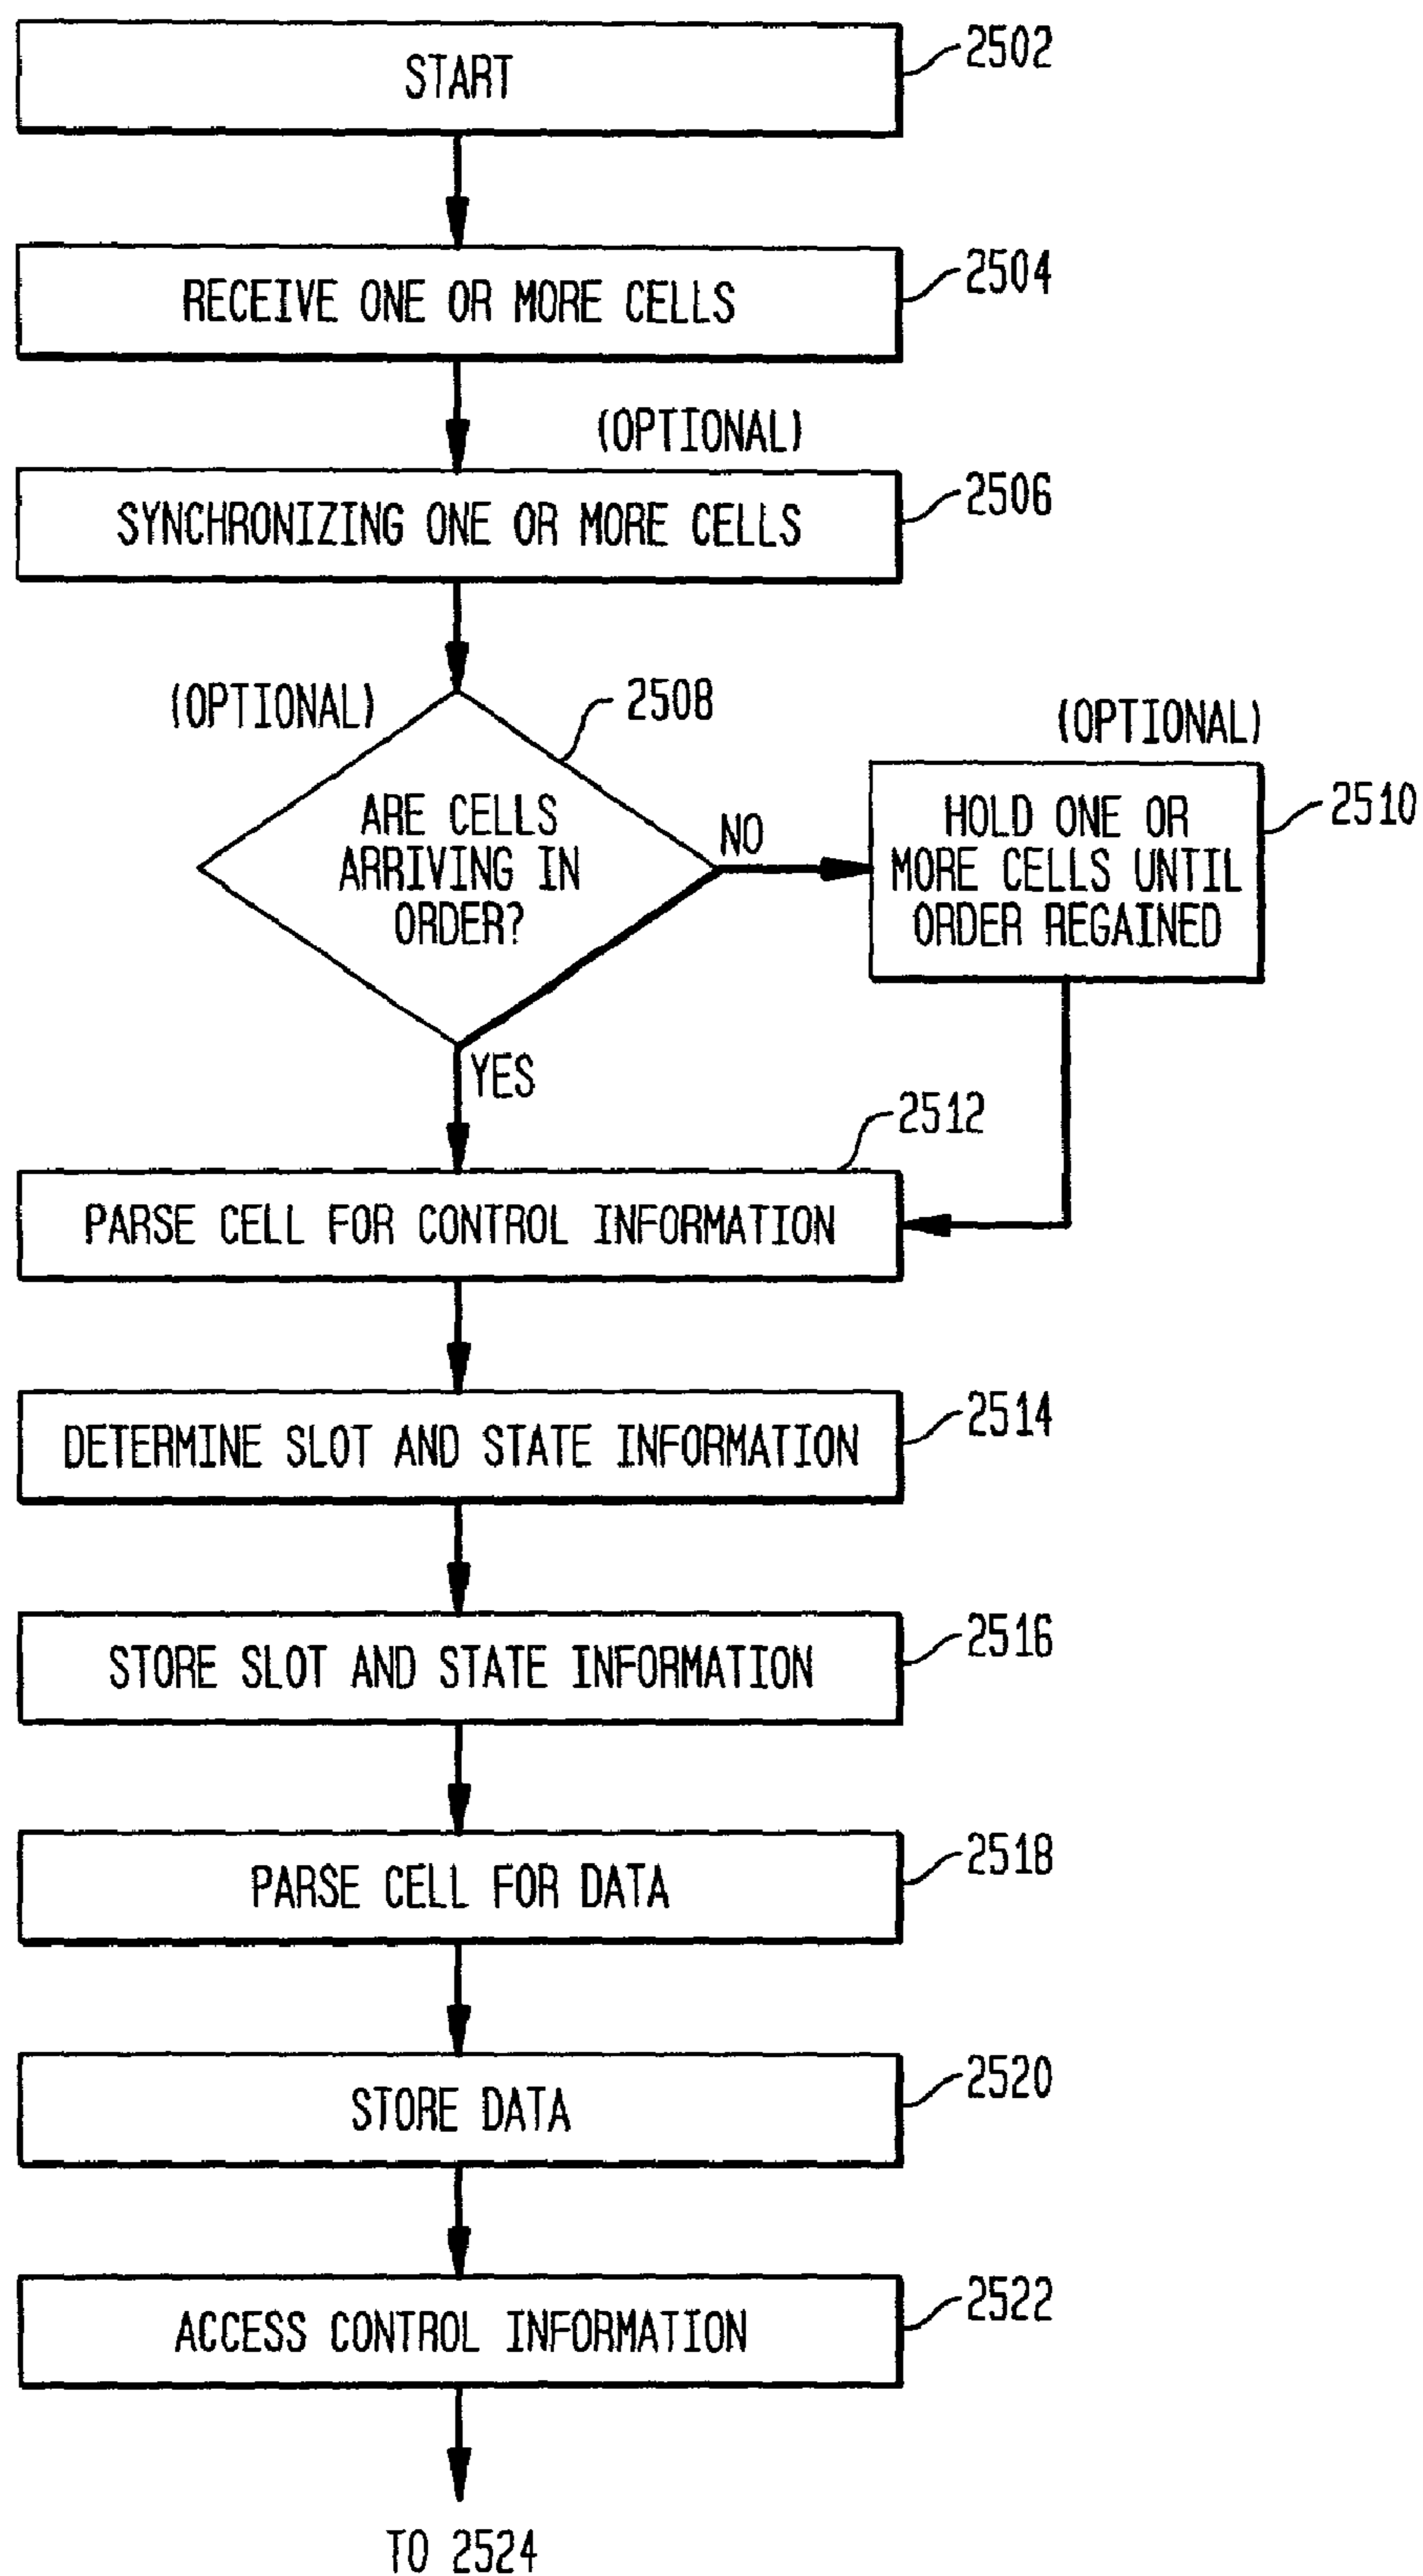 START
2502
RECEIVE ONE OR MORE CELLS
2504
(OPTIONAL)
SYNCHRONIZING ONE OR MORE CELLS
2506
(OPTIONAL)
2508
ARE CELLS
ARRIVING IN
ORDER?
NO
YES
(OPTIONAL)
HOLD ONE OR
MORE CELLS UNTIL
ORDER REGAINED
2510
2512
PARSE CELL FOR CONTROL INFORMATION
DETERMINE SLOT AND STATE INFORMATION
2514
STORE SLOT AND STATE INFORMATION
2516
PARSE CELL FOR DATA
2518
STORE DATA
2520
ACCESS CONTROL INFORMATION
2522
TO 2524